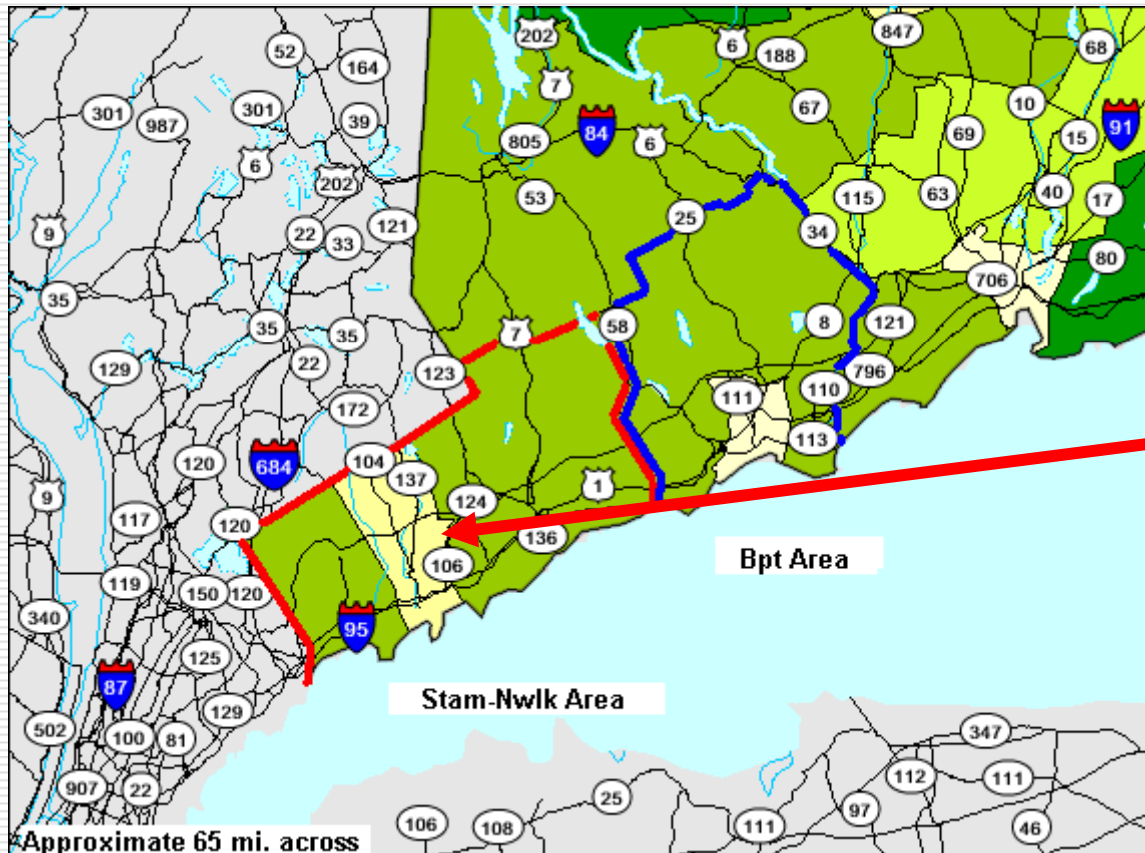 202 6 847
52 188 68
164 7
301 301 67 10
987 39 805 84 6 69 15 91
6
202 53 115 63 40 17
9 121 25 34
22 33 706 80
35
35 35 7 58 8 121
22 123
129 796
172 111 110
113
104 137
120 684 124 1
9 117 120 136
Bpt Area
106
119 150 120
340 95
125
87 Stam-Nwlk Area
129
502 100 81 347
907 22 112 111
25 97
106 108 111 46
Approximate 65 mi. across